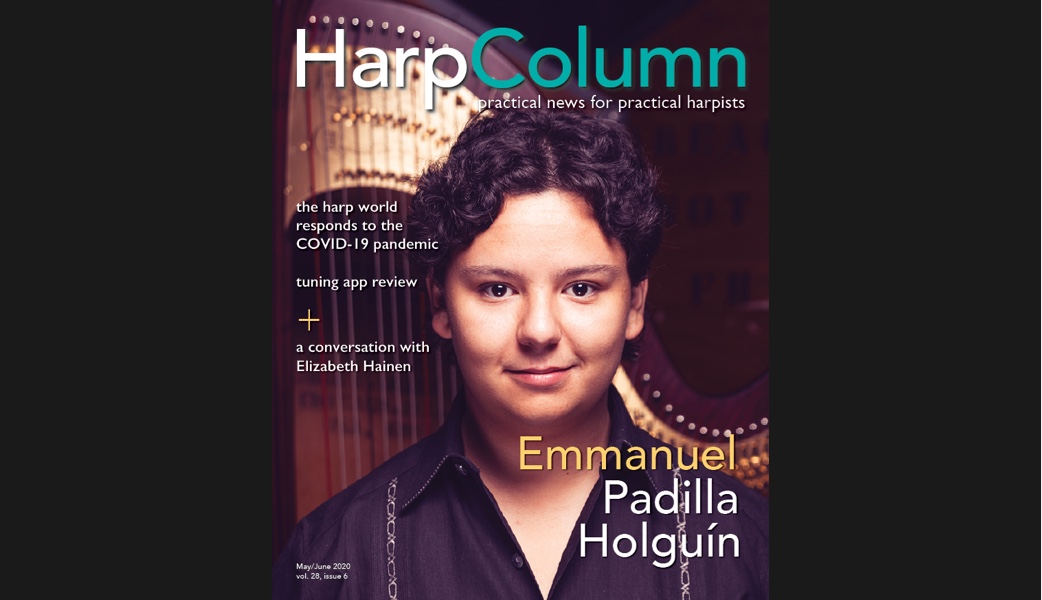 HarpColumn
practical news for practical harpists
the harp world
responds to the
COVID-19 pandemic
tuning app review
+
a conversation with
Elizabeth Hainen
Emmanuel
Padilla
Holguín
May/June 2020
vol. 28, issue 6